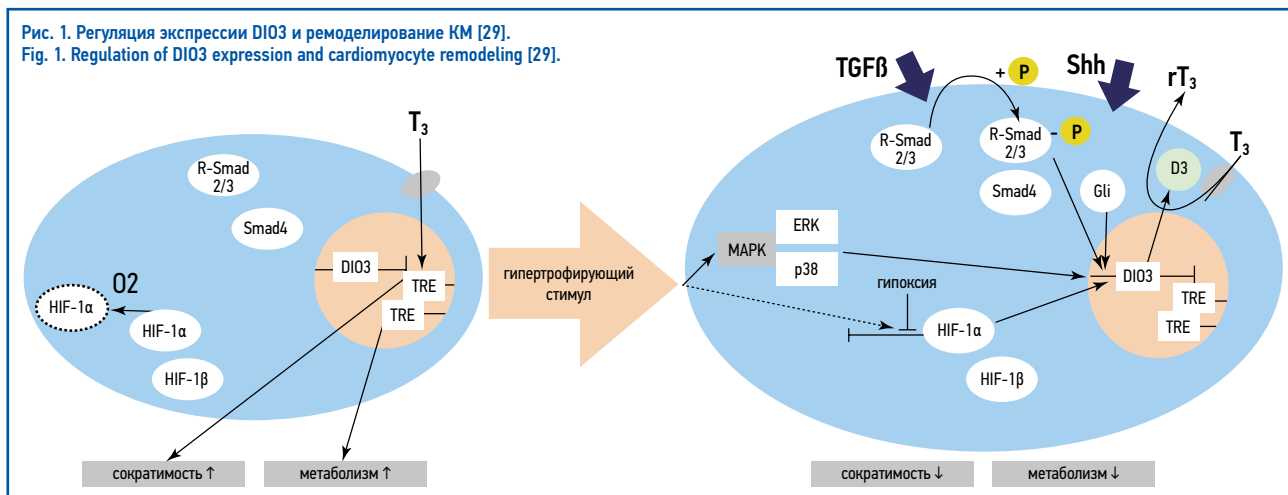 Рис. 1. Регуляция экспрессии DIO3 и ремоделирование КМ [29].
Fig. 1. Regulation of DIO3 expression and cardiomyocyte remodeling [29].
T3
R-Smad
2/3
Smad4
DIO3
TRE
TRE
O2
HIF-1α
HIF-1α
HIF-1β
сократимость ↑
метаболизм ↑
гипертрофирующий
стимул
TGFß
+ P
Shh
rT3
R-Smad
2/3
R-Smad
2/3
– P
T3
D3
Smad4
Gli
MAPK
ERK
p38
DIO3
TRE
TRE
гипоксия
HIF-1α
HIF-1β
сократимость ↓
метаболизм ↓